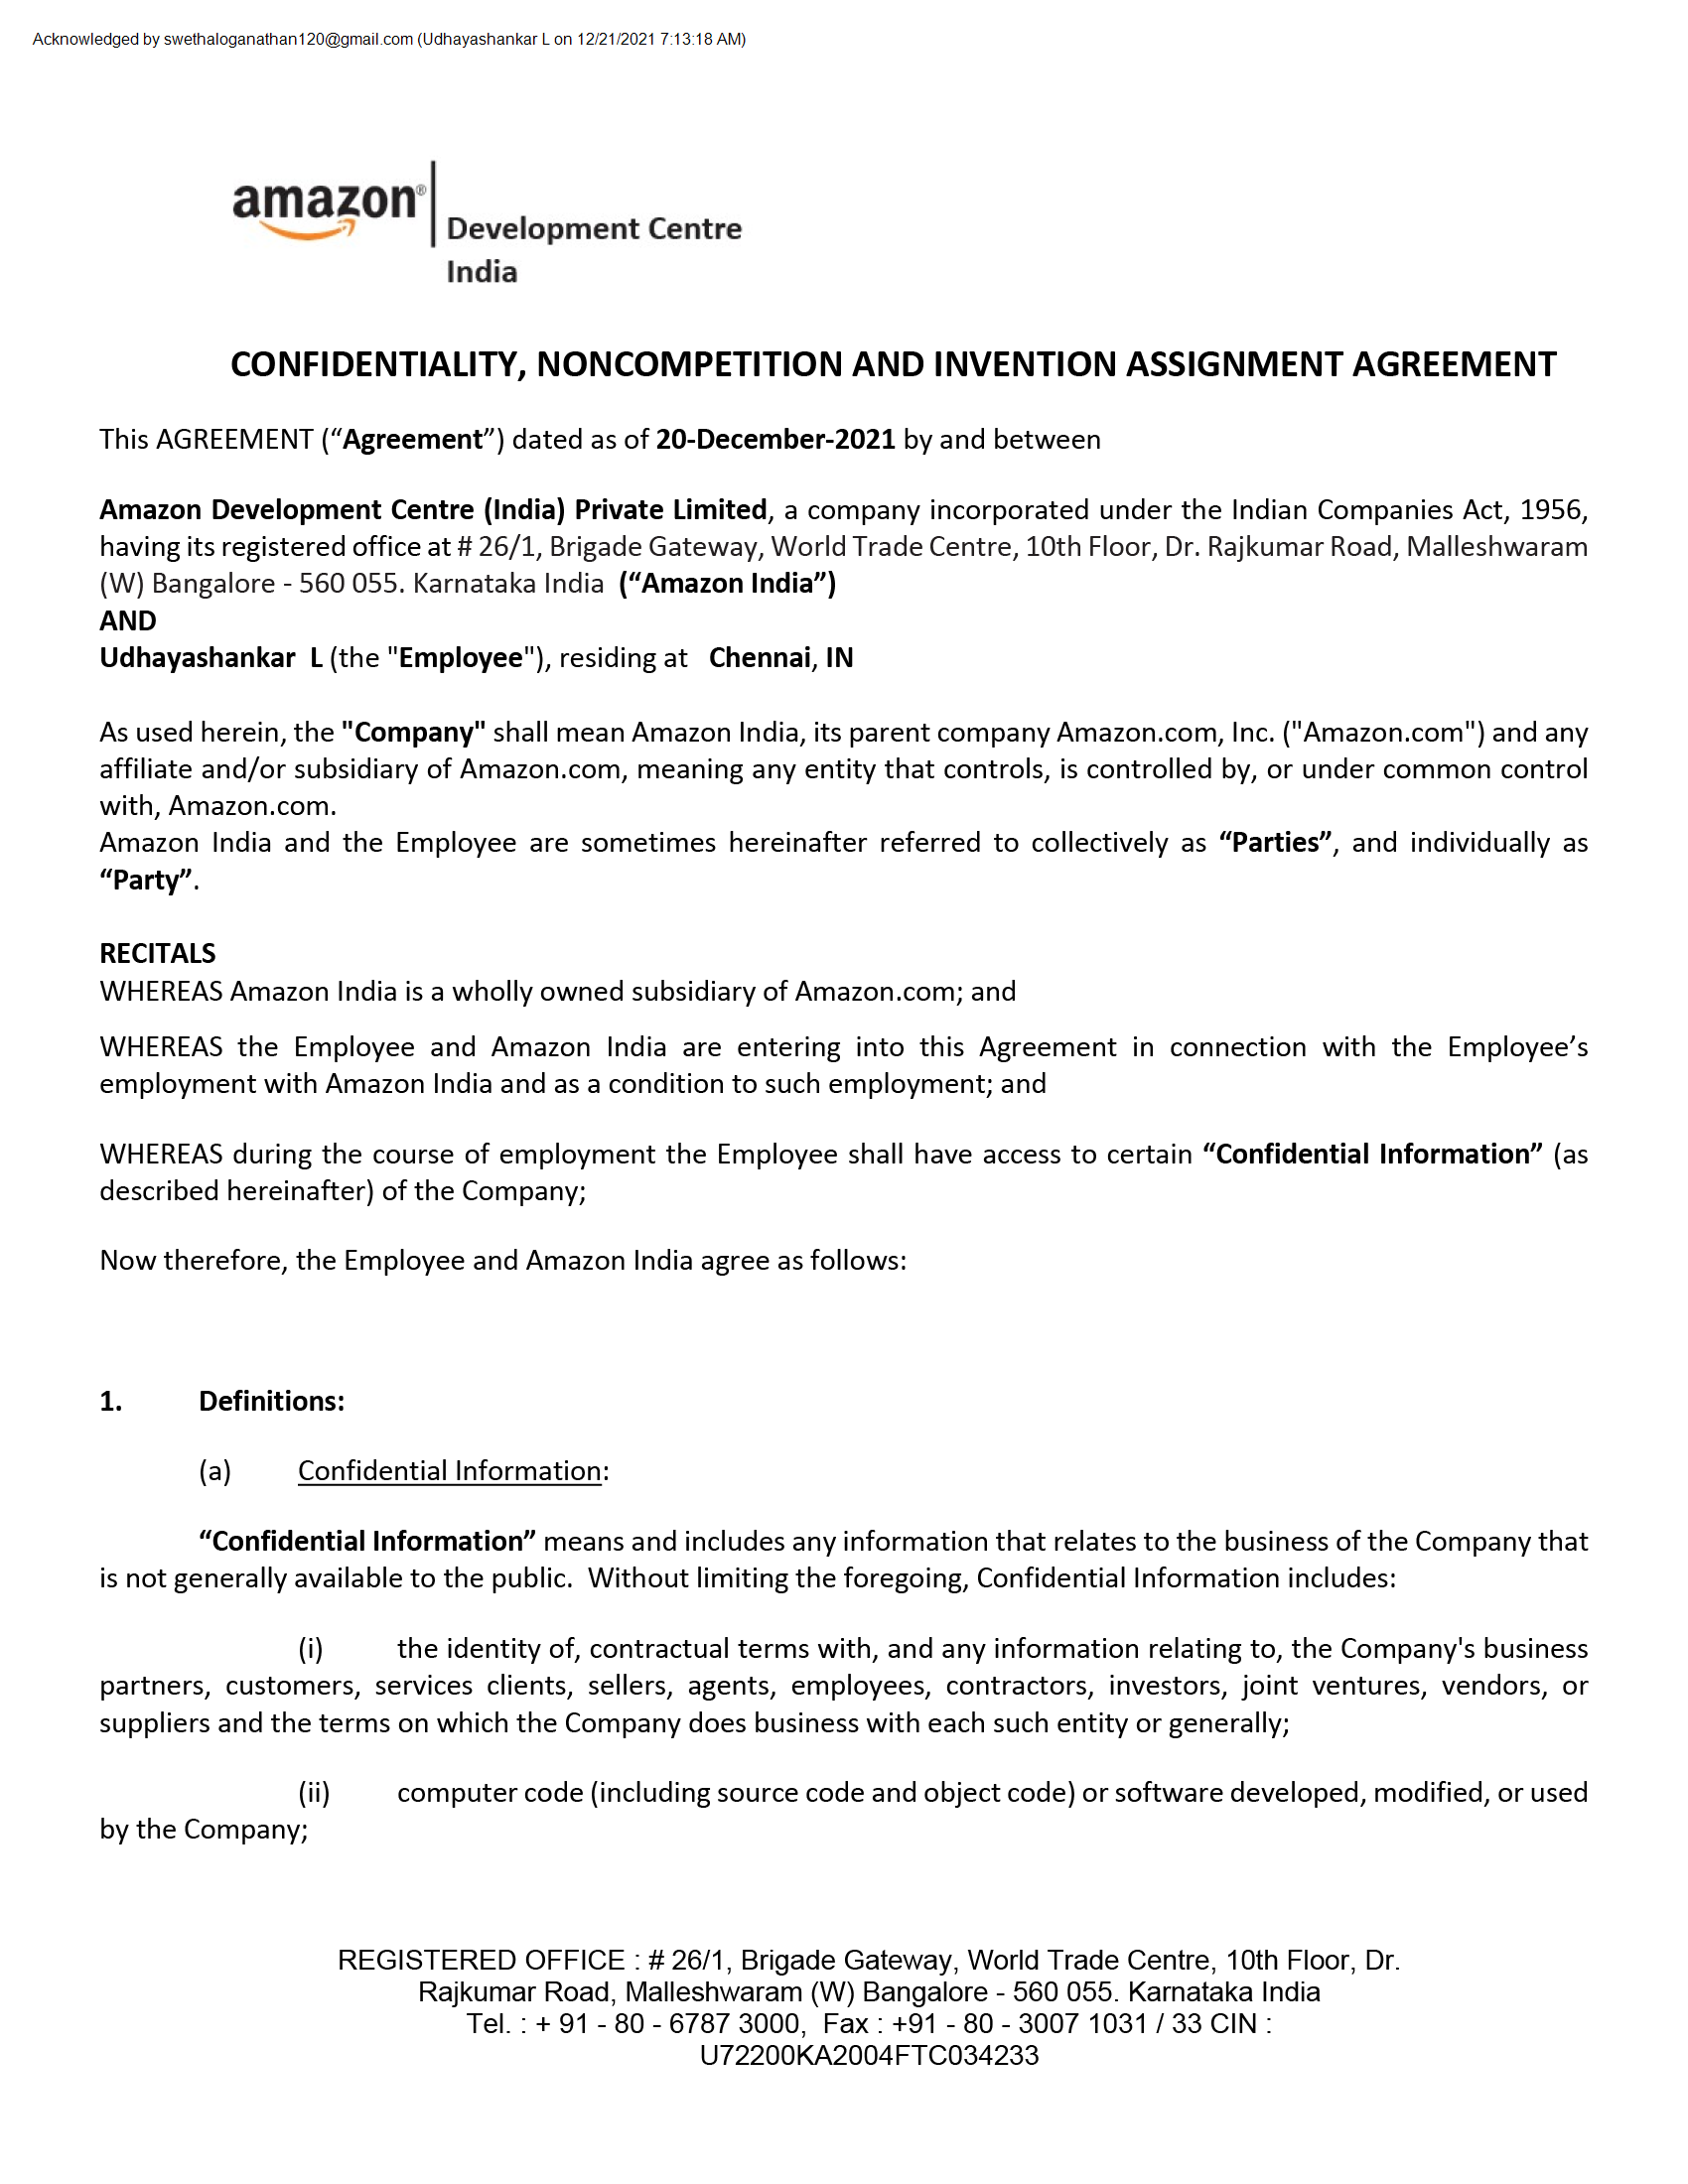 Acknowledged by swethaloganathan120@gmail.com (Udhayashankar L on 12/21/2021 7:13:18 AM)
amazon®
Development Centre
India
CONFIDENTIALITY, NONCOMPETITION AND INVENTION ASSIGNMENT AGREEMENT
This AGREEMENT (“Agreement”) dated as of 20-December-2021 by and between
Amazon Development Centre (India) Private Limited, a company incorporated under the Indian Companies Act, 1956,
having its registered office at # 26/1, Brigade Gateway, World Trade Centre, 10th Floor, Dr. Rajkumar Road, Malleshwaram
(W) Bangalore - 560 055. Karnataka India (“Amazon India”)
AND
Udhayashankar L (the "Employee"), residing at Chennai, IN
As used herein, the "Company" shall mean Amazon India, its parent company Amazon.com, Inc. ("Amazon.com") and any
affiliate and/or subsidiary of Amazon.com, meaning any entity that controls, is controlled by, or under common control
with, Amazon.com.
Amazon India and the Employee are sometimes hereinafter referred to collectively as “Parties”, and individually as
“Party”.
RECITALS
WHEREAS Amazon India is a wholly owned subsidiary of Amazon.com; and
WHEREAS the Employee and Amazon India are entering into this Agreement in connection with the Employee’s
employment with Amazon India and as a condition to such employment; and
WHEREAS during the course of employment the Employee shall have access to certain “Confidential Information” (as
described hereinafter) of the Company;
Now therefore, the Employee and Amazon India agree as follows:
1. Definitions:
(a) Confidential Information:
“Confidential Information” means and includes any information that relates to the business of the Company that
is not generally available to the public. Without limiting the foregoing, Confidential Information includes:
(i) the identity of, contractual terms with, and any information relating to, the Company's business
partners, customers, services clients, sellers, agents, employees, contractors, investors, joint ventures, vendors, or
suppliers and the terms on which the Company does business with each such entity or generally;
(ii) computer code (including source code and object code) or software developed, modified, or used
by the Company;
REGISTERED OFFICE : # 26/1, Brigade Gateway, World Trade Centre, 10th Floor, Dr.
Rajkumar Road, Malleshwaram (W) Bangalore - 560 055. Karnataka India
Tel. : + 91 - 80 - 6787 3000, Fax : +91 - 80 - 3007 1031 / 33 CIN :
U72200KA2004FTC034233